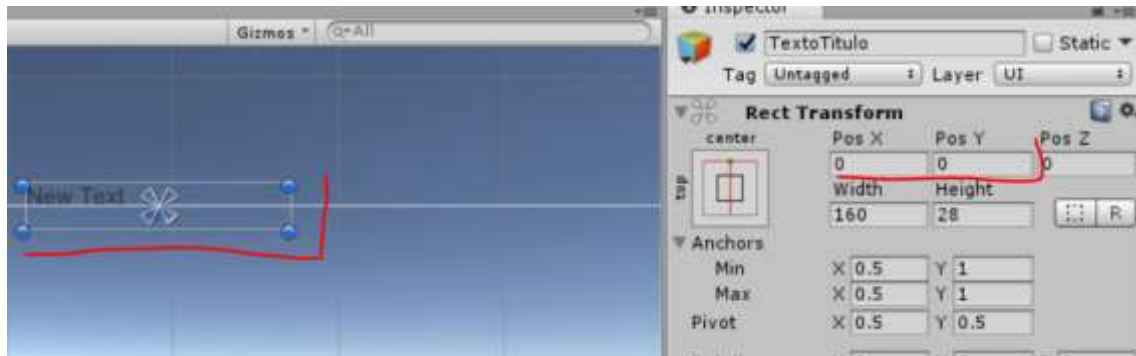 Inspector
Gizmos
All
TextoTitulo
Static
Tag Untagged Layer UI
Rect Transform
center Pos X Pos Y Pos Z
top
0 0 0
New Text
Width Height
160 28
R
Anchors
Min X 0.5 Y 1
Max X 0.5 Y 1
Pivot X 0.5 Y 0.5